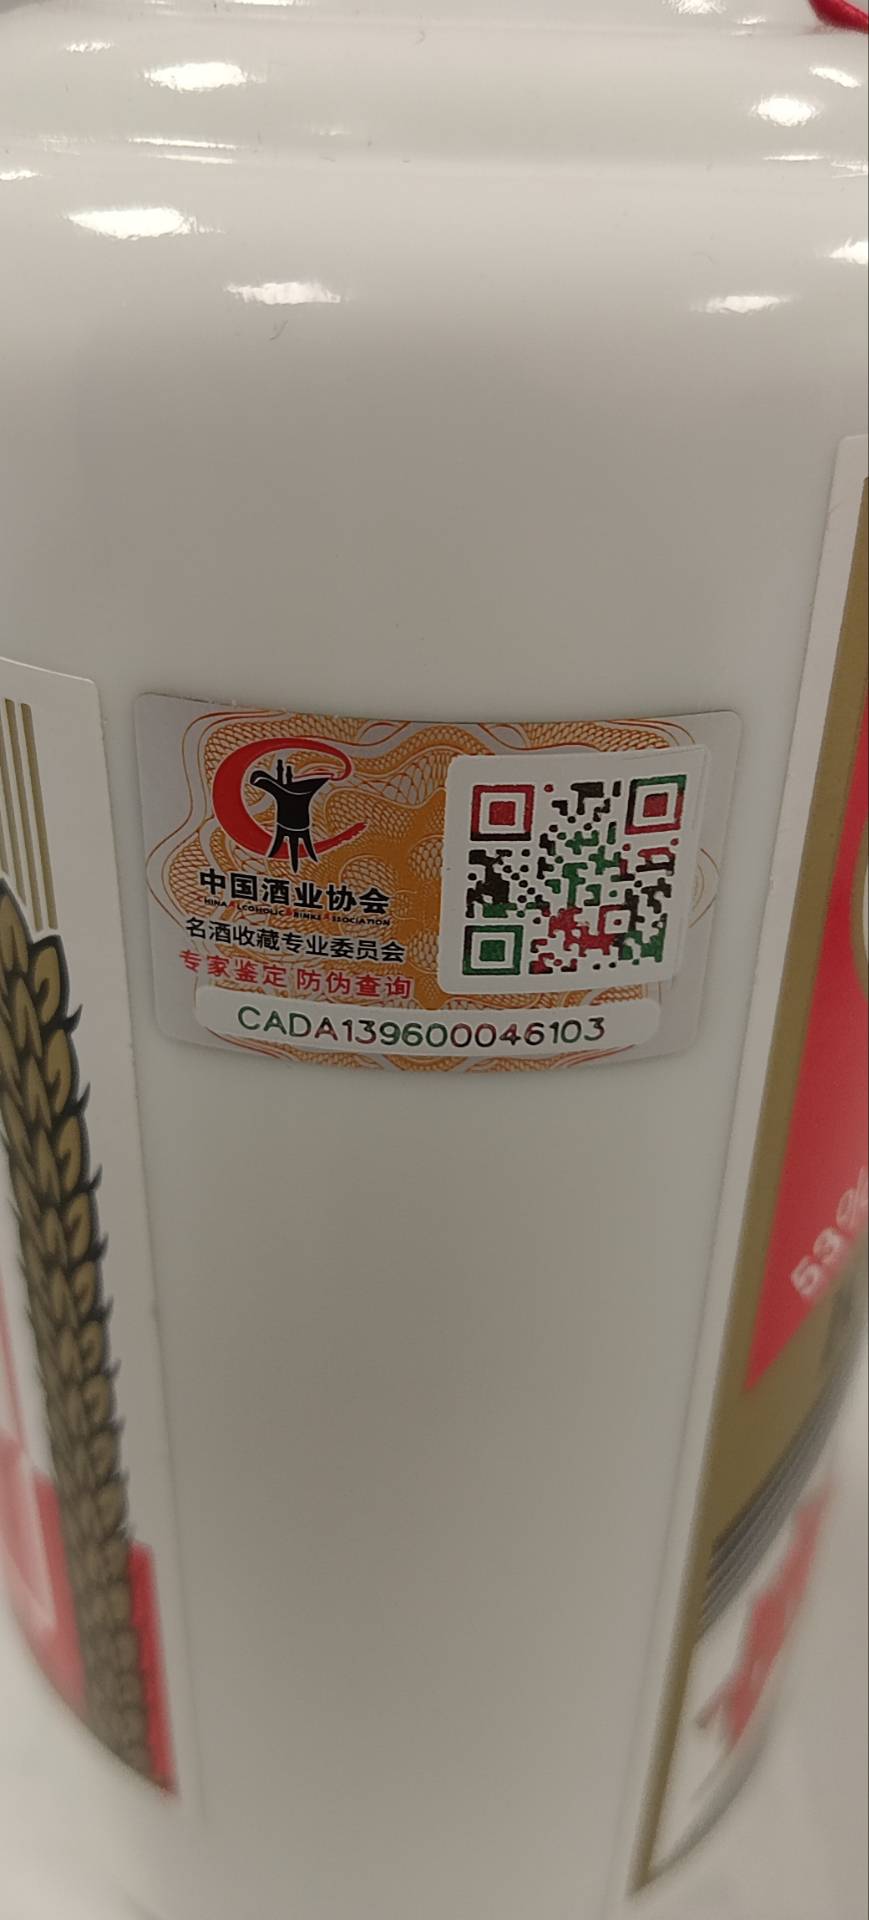 中国酒业协会
CHINA ALCOHOLIC DRINKS ASSOCIATION
名酒收藏专业委员会
专家鉴定 防伪查询
CADA139600046103
53%